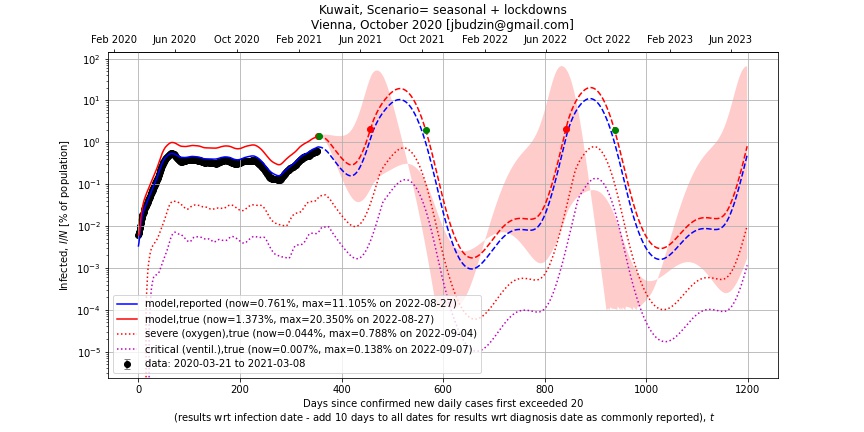 Kuwait, Scenario= seasonal + lockdowns
Vienna, October 2020 [jbudzin@gmail.com]
Feb 2020 Jun 2020 Oct 2020 Feb 2021 Jun 2021 Oct 2021 Feb 2022 Jun 2022 Oct 2022 Feb 2023 Jun 2023
10²
10¹
10⁰
10⁻¹
10⁻²
10⁻³
10⁻⁴
10⁻⁵
Infected, I/N [% of population]
model,reported (now=0.761%, max=11.105% on 2022-08-27)
model,true (now=1.373%, max=20.350% on 2022-08-27)
severe (oxygen),true (now=0.044%, max=0.788% on 2022-09-04)
critical (ventil.),true (now=0.007%, max=0.138% on 2022-09-07)
data: 2020-03-21 to 2021-03-08
0 200 400 600 800 1000 1200
Days since confirmed new daily cases first exceeded 20
(results wrt infection date - add 10 days to all dates for results wrt diagnosis date as commonly reported), t